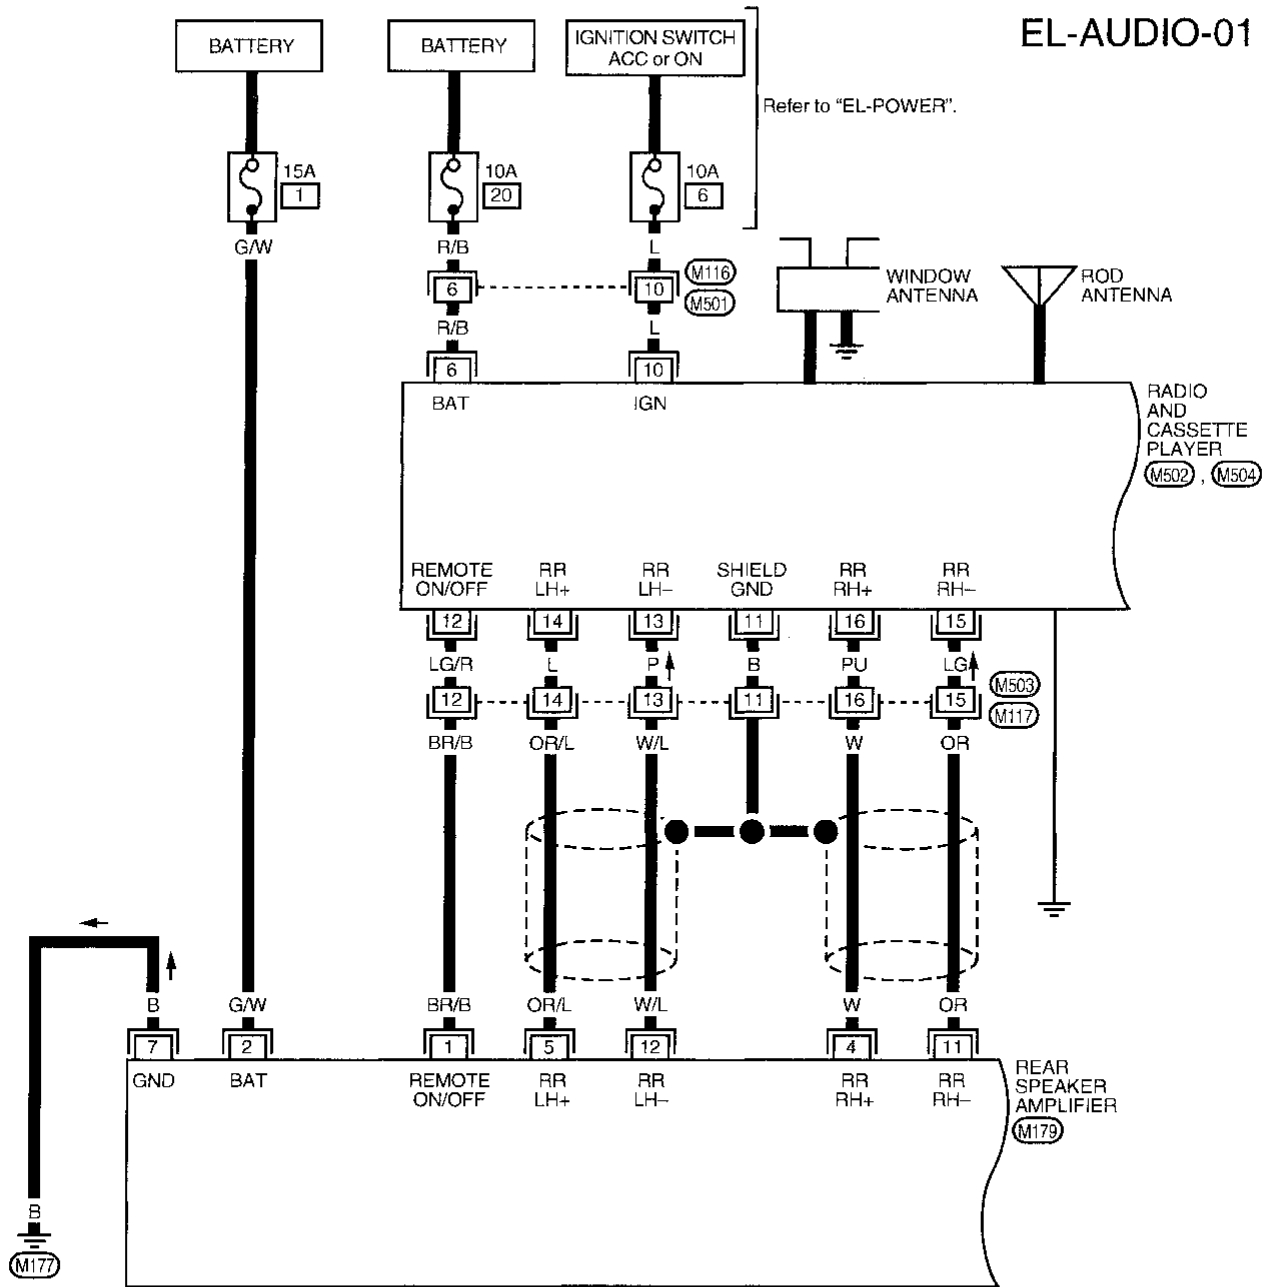 EL-AUDIO-01
BATTERY
BATTERY
IGNITION SWITCH
ACC or ON
Refer to “EL-POWER”.
15A
1
10A
20
10A
6
G/W
R/B
L
6
10
M116
M501
R/B
L
WINDOW
ANTENNA
ROD
ANTENNA
6
10
BAT
IGN
RADIO
AND
CASSETTE
PLAYER
M502 , M504
REMOTE
ON/OFF
RR
LH+
RR
LH–
SHIELD
GND
RR
RH+
RR
RH–
12
14
13
11
16
15
LG/R
L
P
B
PU
LG
12
14
13
11
16
15
M503
M117
BR/B
OR/L
W/L
W
OR
B
G/W
BR/B
OR/L
W/L
W
OR
7
2
1
5
12
4
11
GND
BAT
REMOTE
ON/OFF
RR
LH+
RR
LH–
RR
RH+
RR
RH–
REAR
SPEAKER
AMPLIFIER
M179
B
M177